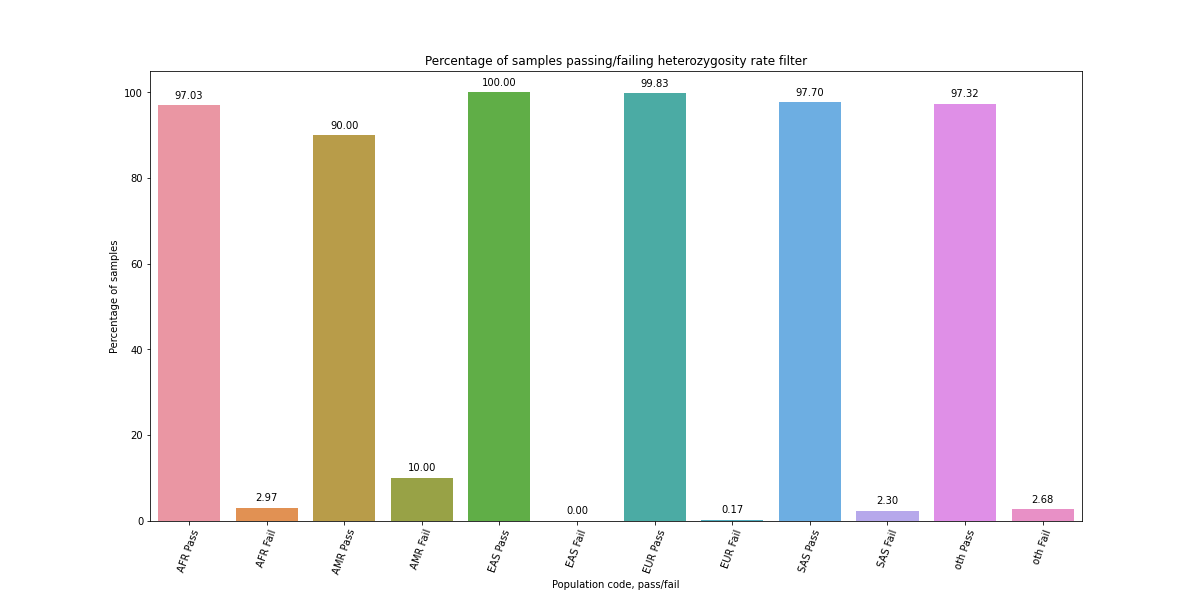 Percentage of samples passing/failing heterozygosity rate filter
Percentage of samples
100
80
60
40
20
0
97.03
2.97
90.00
10.00
100.00
0.00
99.83
0.17
97.70
2.30
97.32
2.68
AFR Pass
AFR Fail
AMR Pass
AMR Fail
EAS Pass
EAS Fail
EUR Pass
EUR Fail
SAS Pass
SAS Fail
oth Pass
oth Fail
Population code, pass/fail